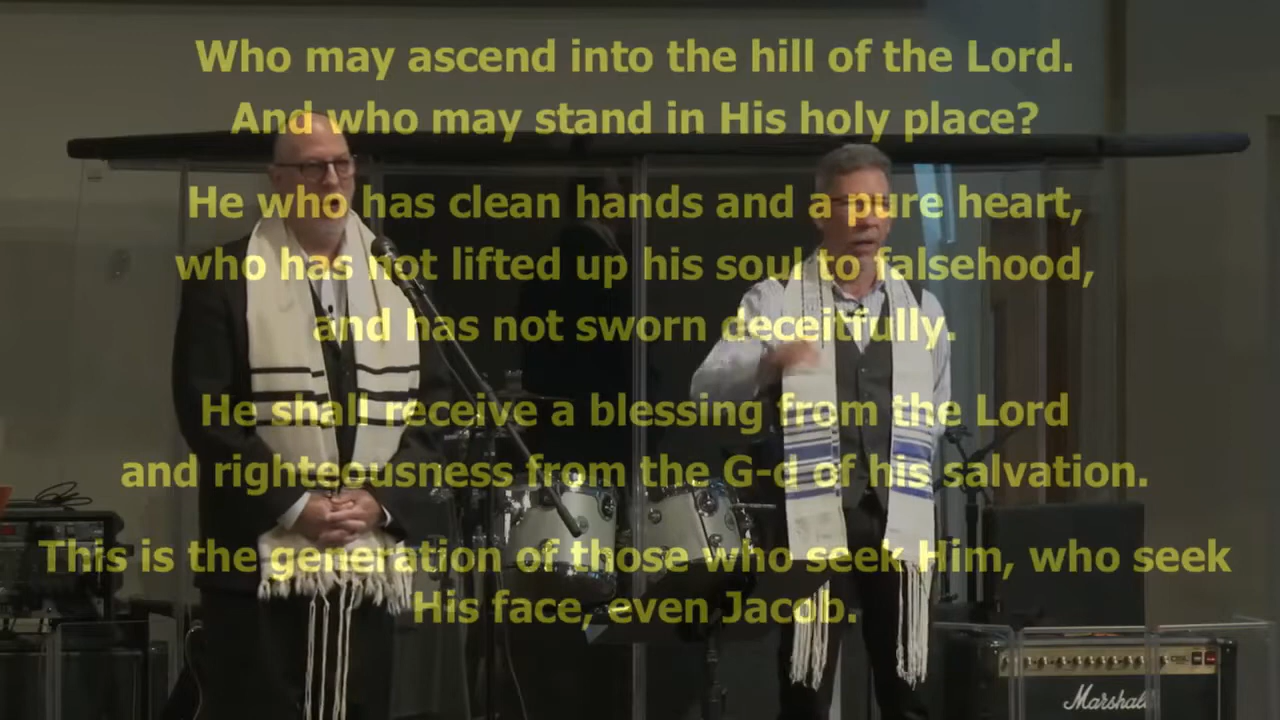 Who may ascend into the hill of the Lord.
And who may stand in His holy place?
He who has clean hands and a pure heart,
who has not lifted up his soul to falsehood,
and has not sworn deceitfully.
He shall receive a blessing from the Lord
and righteousness from the G-d of his salvation.
This is the generation of those who seek Him, who seek
His face, even Jacob.
Marshall